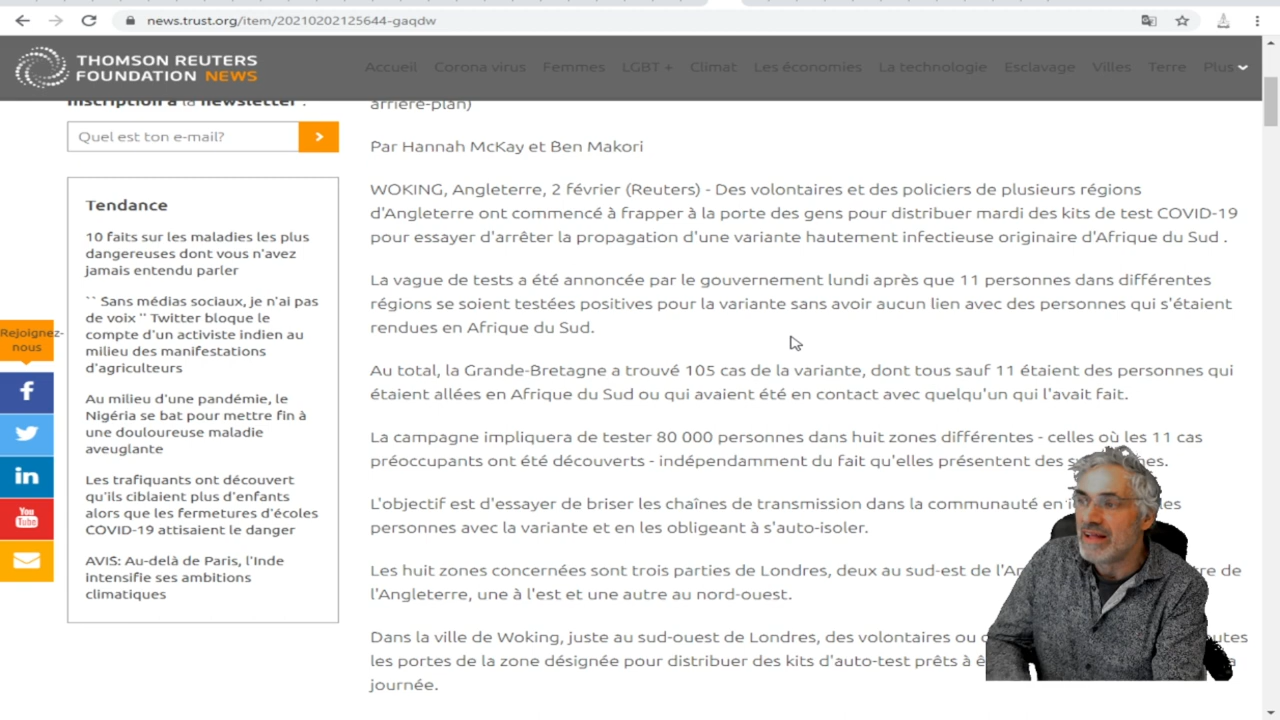 news.trust.org/item/20210202125644-gaqdw
THOMSON REUTERS
FOUNDATION NEWS
Accueil Corona virus Femmes LGBT + Climat Les économies La technologie Esclavage Villes Terre Plus
Inscription à la newsletter :
Quel est ton e-mail?
>
Tendance
10 faits sur les maladies les plus
dangereuses dont vous n'avez
jamais entendu parler
`` Sans médias sociaux, je n'ai pas
de voix '' Twitter bloque le
compte d'un activiste indien au
milieu des manifestations
d'agriculteurs
Au milieu d'une pandémie, le
Nigéria se bat pour mettre fin à
une douloureuse maladie
aveuglante
Les trafiquants ont découvert
qu'ils ciblaient plus d'enfants
alors que les fermetures d'écoles
COVID-19 attisaient le danger
AVIS: Au-delà de Paris, l'Inde
intensifie ses ambitions
climatiques
Rejoignez-
nous
f
in
You
Tube
arrière-plan)
Par Hannah McKay et Ben Makori
WOKING, Angleterre, 2 février (Reuters) - Des volontaires et des policiers de plusieurs régions
d'Angleterre ont commencé à frapper à la porte des gens pour distribuer mardi des kits de test COVID-19
pour essayer d'arrêter la propagation d'une variante hautement infectieuse originaire d'Afrique du Sud .
La vague de tests a été annoncée par le gouvernement lundi après que 11 personnes dans différentes
régions se soient testées positives pour la variante sans avoir aucun lien avec des personnes qui s'étaient
rendues en Afrique du Sud.
Au total, la Grande-Bretagne a trouvé 105 cas de la variante, dont tous sauf 11 étaient des personnes qui
étaient allées en Afrique du Sud ou qui avaient été en contact avec quelqu'un qui l'avait fait.
La campagne impliquera de tester 80 000 personnes dans huit zones différentes - celles où les 11 cas
préoccupants ont été découverts - indépendamment du fait qu'elles présentent des
L'objectif est d'essayer de briser les chaînes de transmission dans la communauté en les
personnes avec la variante et en les obligeant à s'auto-isoler.
Les huit zones concernées sont trois parties de Londres, deux au sud-est de de
l'Angleterre, une à l'est et une autre au nord-ouest.
Dans la ville de Woking, juste au sud-ouest de Londres, des volontaires ou
les portes de la zone désignée pour distribuer des kits d'auto-test prêts à
journée.